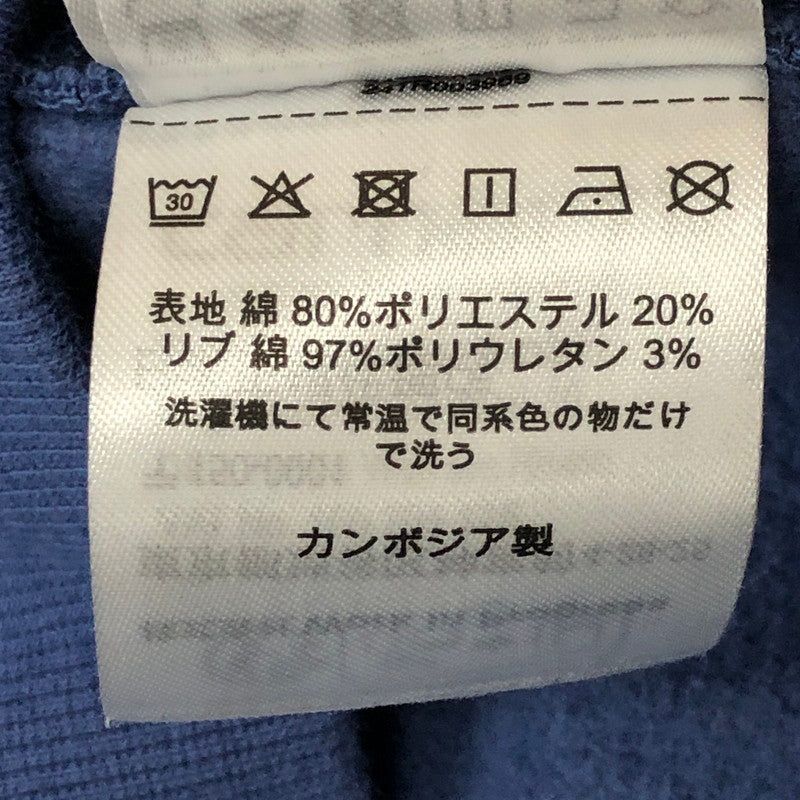 30
表地 綿 80%ポリエステル 20%
リブ 綿 97%ポリウレタン 3%
洗濯機にて常温で同系色の物だけ
で洗う
カンボジア製